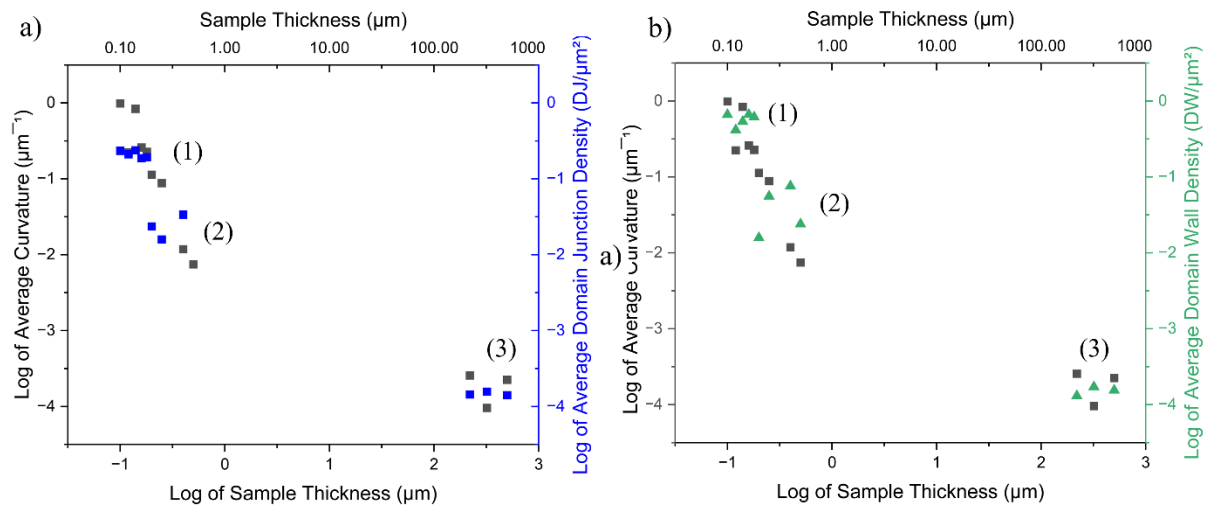 a)
Sample Thickness (µm)
0.10 1.00 10.00 100.00 1000
Log of Average Curvature (µm¯¹)
0
−1
−2
−3
−4
(1)
(2)
(3)
0
−1
−2
−3
−4
Log of Average Domain Junction Density (DJ/µm²)
−1 0 1 2 3
Log of Sample Thickness (µm)
b)
Sample Thickness (µm)
0.10 1.00 10.00 100.00 1000
a)
Log of Average Curvature (µm¯¹)
0
−1
−2
−3
−4
(1)
(2)
(3)
0
−1
−2
−3
−4
Log of Average Domain Wall Density (DW/µm²)
−1 0 1 2 3
Log of Sample Thickness (µm)